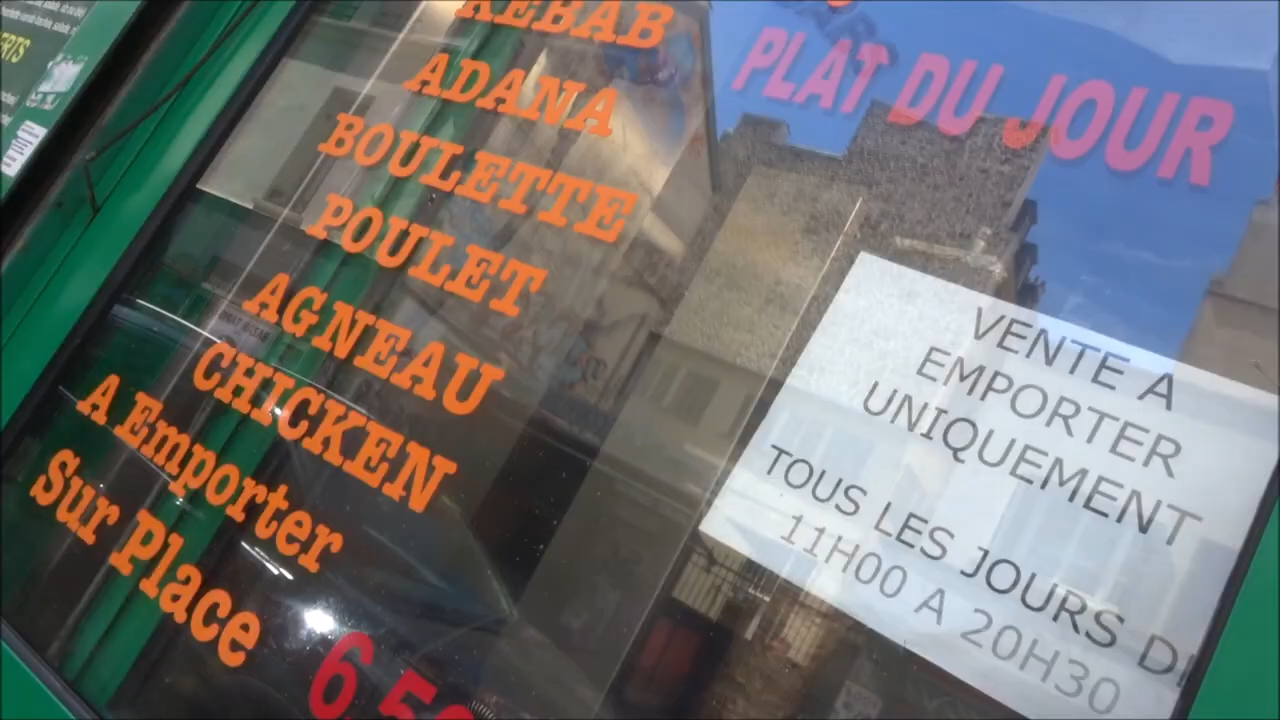 KEBAB
ADANA
BOULETTE
POULET
AGNEAU
CHICKEN
A Emporter
Sur Place
6.50
PLAT DU JOUR
VENTE A
EMPORTER
UNIQUEMENT
TOUS LES JOURS DE
11H00 A 20H30